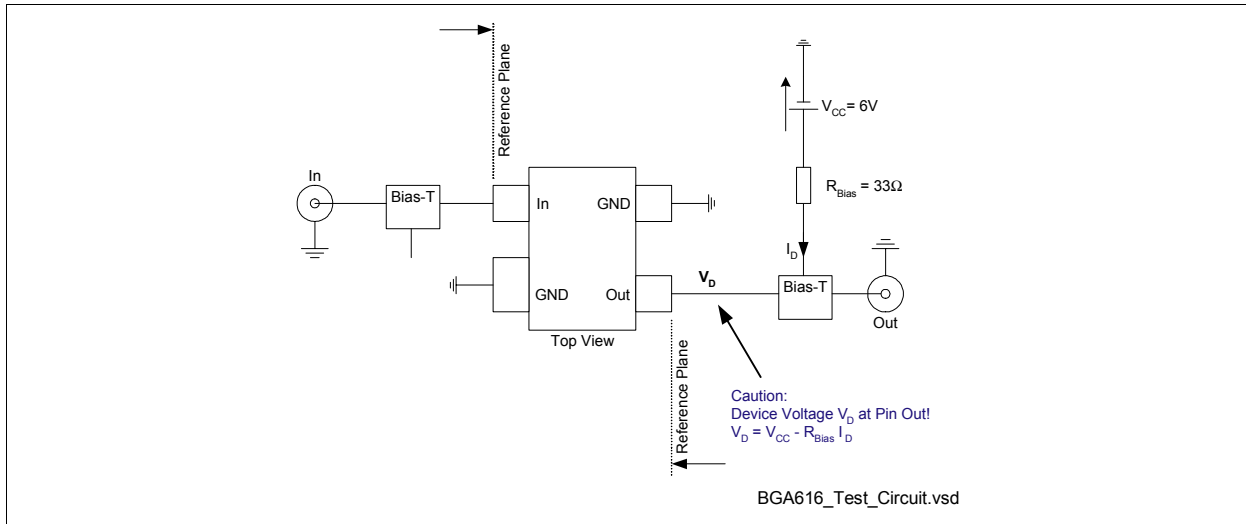 Reference Plane
V_CC = 6V
In
Bias-T
In
GND
R_Bias = 33Ω
I_D
GND
Out
V_D
Bias-T
Out
Top View
Reference Plane
Caution:
Device Voltage V_D at Pin Out!
V_D = V_CC - R_Bias I_D
BGA616_Test_Circuit.vsd